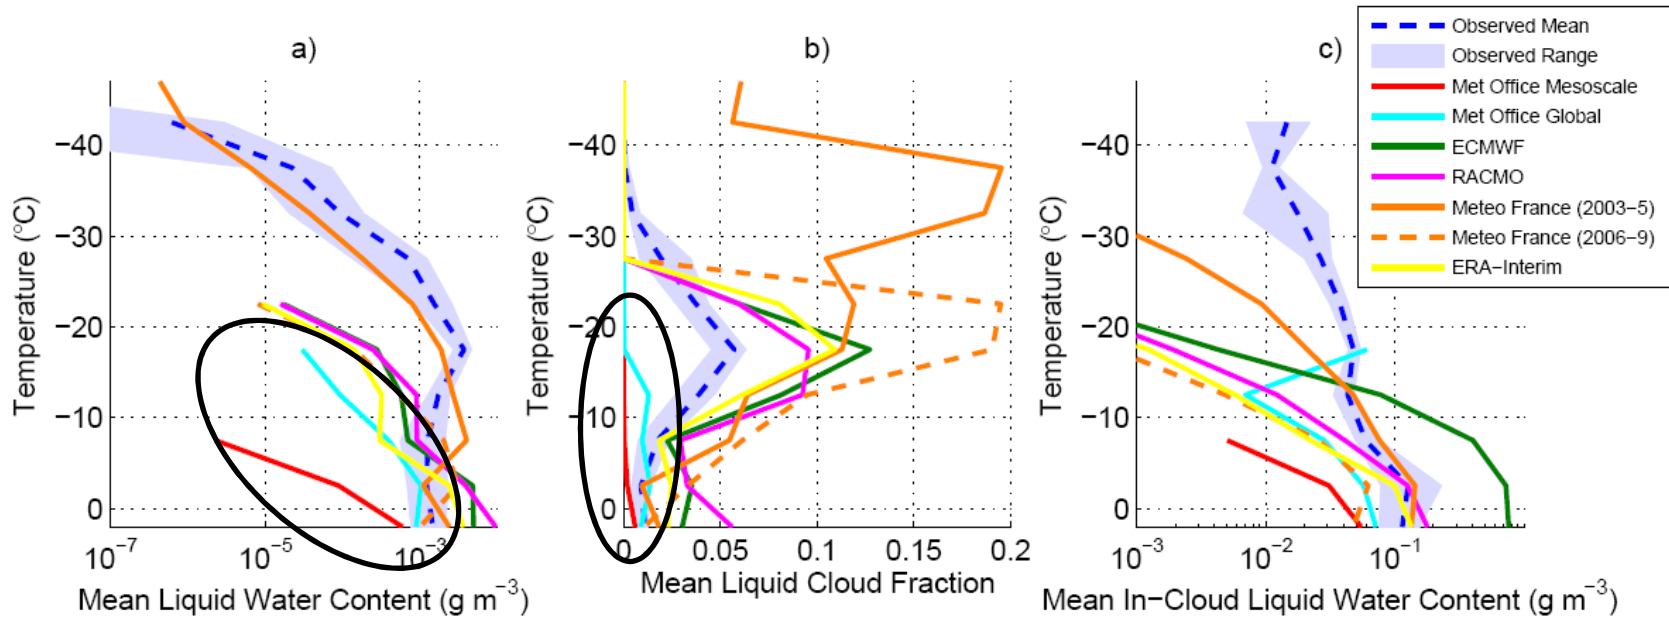 a)
Temperature (°C)
−40
−30
−20
−10
0
10−7
10−5
10−3
Mean Liquid Water Content (g m−3)
b)
Temperature (°C)
−40
−30
−20
−10
0
0
0.05
0.1
0.15
0.2
Mean Liquid Cloud Fraction
c)
Temperature (°C)
−40
−30
−20
−10
0
10−3
10−2
10−1
Mean In−Cloud Liquid Water Content (g m−3)
Observed Mean
Observed Range
Met Office Mesoscale
Met Office Global
ECMWF
RACMO
Meteo France (2003−5)
Meteo France (2006−9)
ERA−Interim